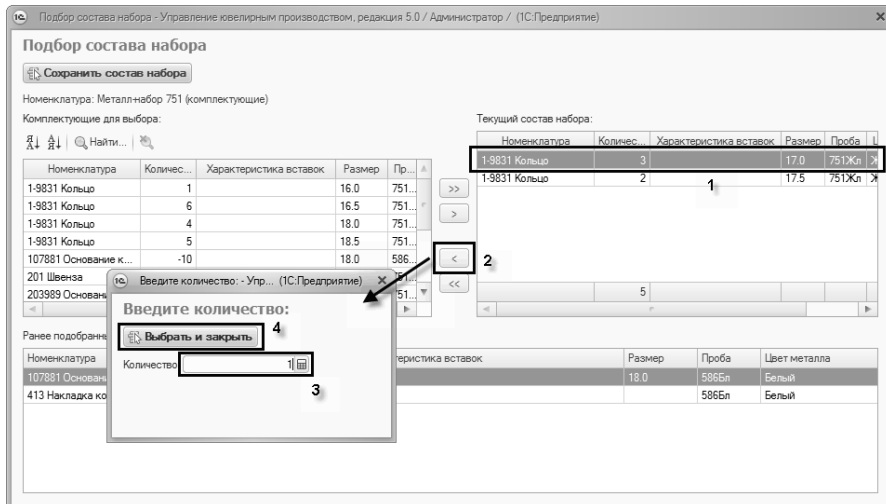 Подбор состава набора - Управление ювелирным производством, редакция 5.0 / Администратор / (1С:Предприятие)
Подбор состава набора
Сохранить состав набора
Номенклатура: Металл-набор 751 (комплектующие)
Комплектующие для выбора:
Найти...
Номенклатура Количес... Характеристика вставок Размер Пр...
1-9831 Кольцо 1 16.0 751...
1-9831 Кольцо 6 16.5 751...
1-9831 Кольцо 4 18.0 751...
1-9831 Кольцо 5 18.5 751...
107881 Основание к... -10 18.0 586...
201 Швенза
203989 Основани
>>
>
<
<<
2
Текущий состав набора:
Номенклатура Количес... Характеристика вставок Размер Проба
1-9831 Кольцо 3 17.0 751Жл Ж
1-9831 Кольцо 2 17.5 751Жл Ж
1
5
Введите количество: - Упр... (1С:Предприятие)
Введите количество:
Выбрать и закрыть
4
Количество: 1
3
Ранее подобранн
Номенклатура теристика вставок Размер Проба Цвет металла
107881 Основан 18.0 586Бл Белый
413 Накладка ко 586Бл Белый